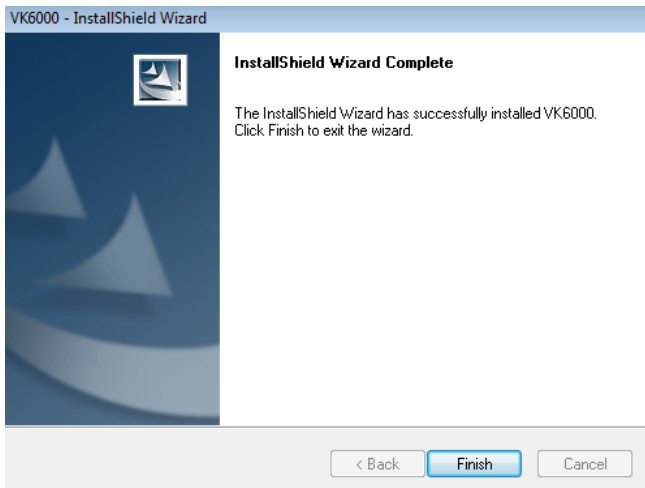 VK6000 - InstallShield Wizard
InstallShield Wizard Complete
The InstallShield Wizard has successfully installed VK6000.
Click Finish to exit the wizard.
< Back
Finish
Cancel